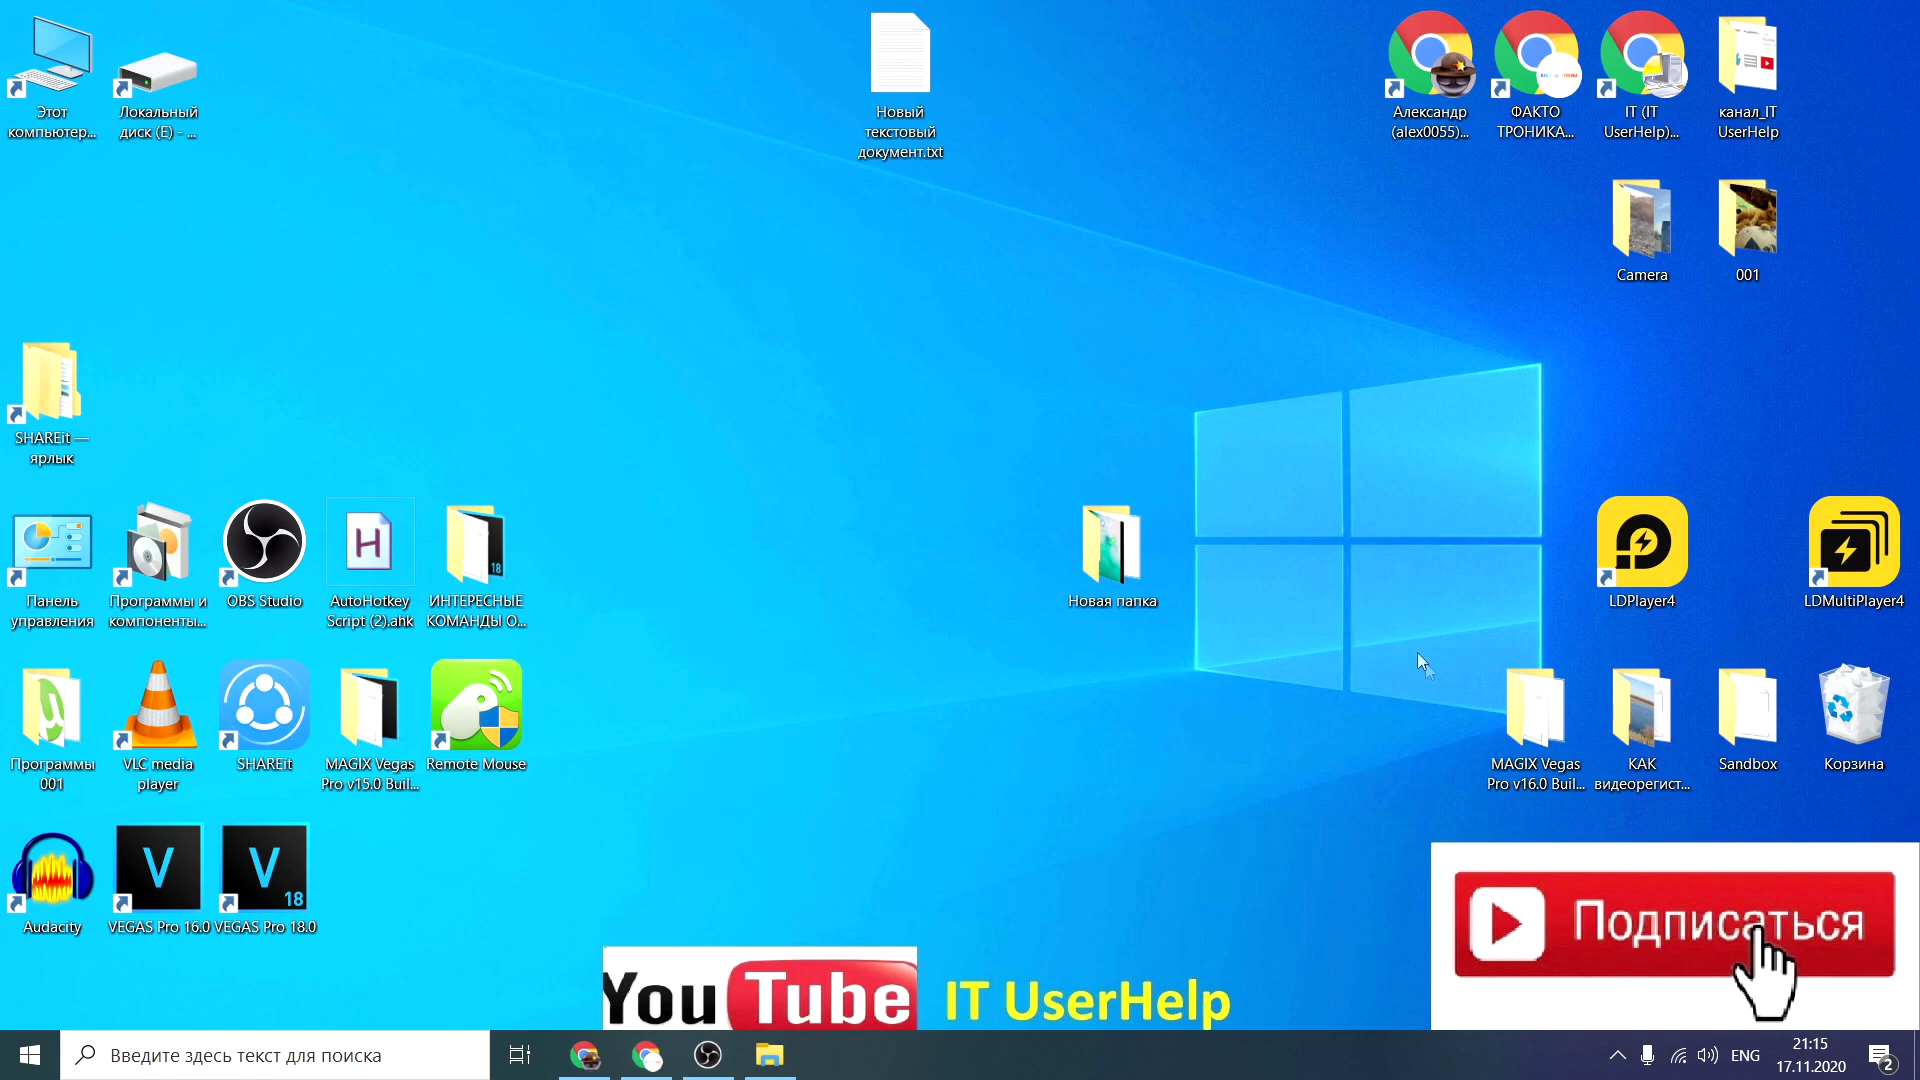 Этот
компьютер...
Локальный
диск (E) - ...
Новый
текстовый
документ.txt
Александр
(alex0055)...
ФАКТО
ТРОНИКА...
IT (IT
UserHelp)...
канал_IT
UserHelp
Camera
001
SHAREit —
ярлык
Панель
управления
Программы и
компоненты...
OBS Studio
H
AutoHotkey
Script (2).ahk
18
ИНТЕРЕСНЫЕ
КОМАНДЫ О...
Новая папка
LDPlayer4
LDMultiPlayer4
Программы
001
VLC media
player
SHAREit
MAGIX Vegas
Pro v15.0 Buil...
Remote Mouse
MAGIX Vegas
Pro v16.0 Buil...
КАК
видеорегист...
Sandbox
Корзина
Audacity
V
VEGAS Pro 16.0
V
18
VEGAS Pro 18.0
Подписаться
YouTube
IT UserHelp
Введите здесь текст для поиска
ENG
21:15
17.11.2020
2